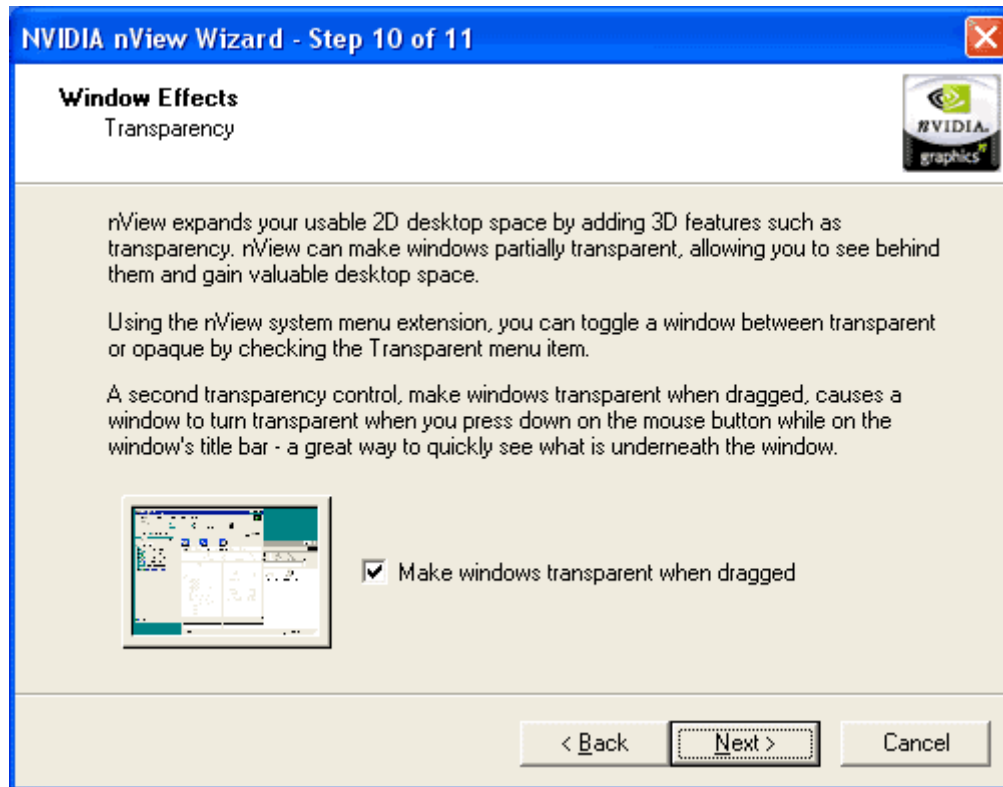 NVIDIA nView Wizard - Step 10 of 11
Window Effects
Transparency
nVIDIA.
graphics
nView expands your usable 2D desktop space by adding 3D features such as
transparency. nView can make windows partially transparent, allowing you to see behind
them and gain valuable desktop space.
Using the nView system menu extension, you can toggle a window between transparent
or opaque by checking the Transparent menu item.
A second transparency control, make windows transparent when dragged, causes a
window to turn transparent when you press down on the mouse button while on the
window's title bar - a great way to quickly see what is underneath the window.
Make windows transparent when dragged
< Back
Next >
Cancel